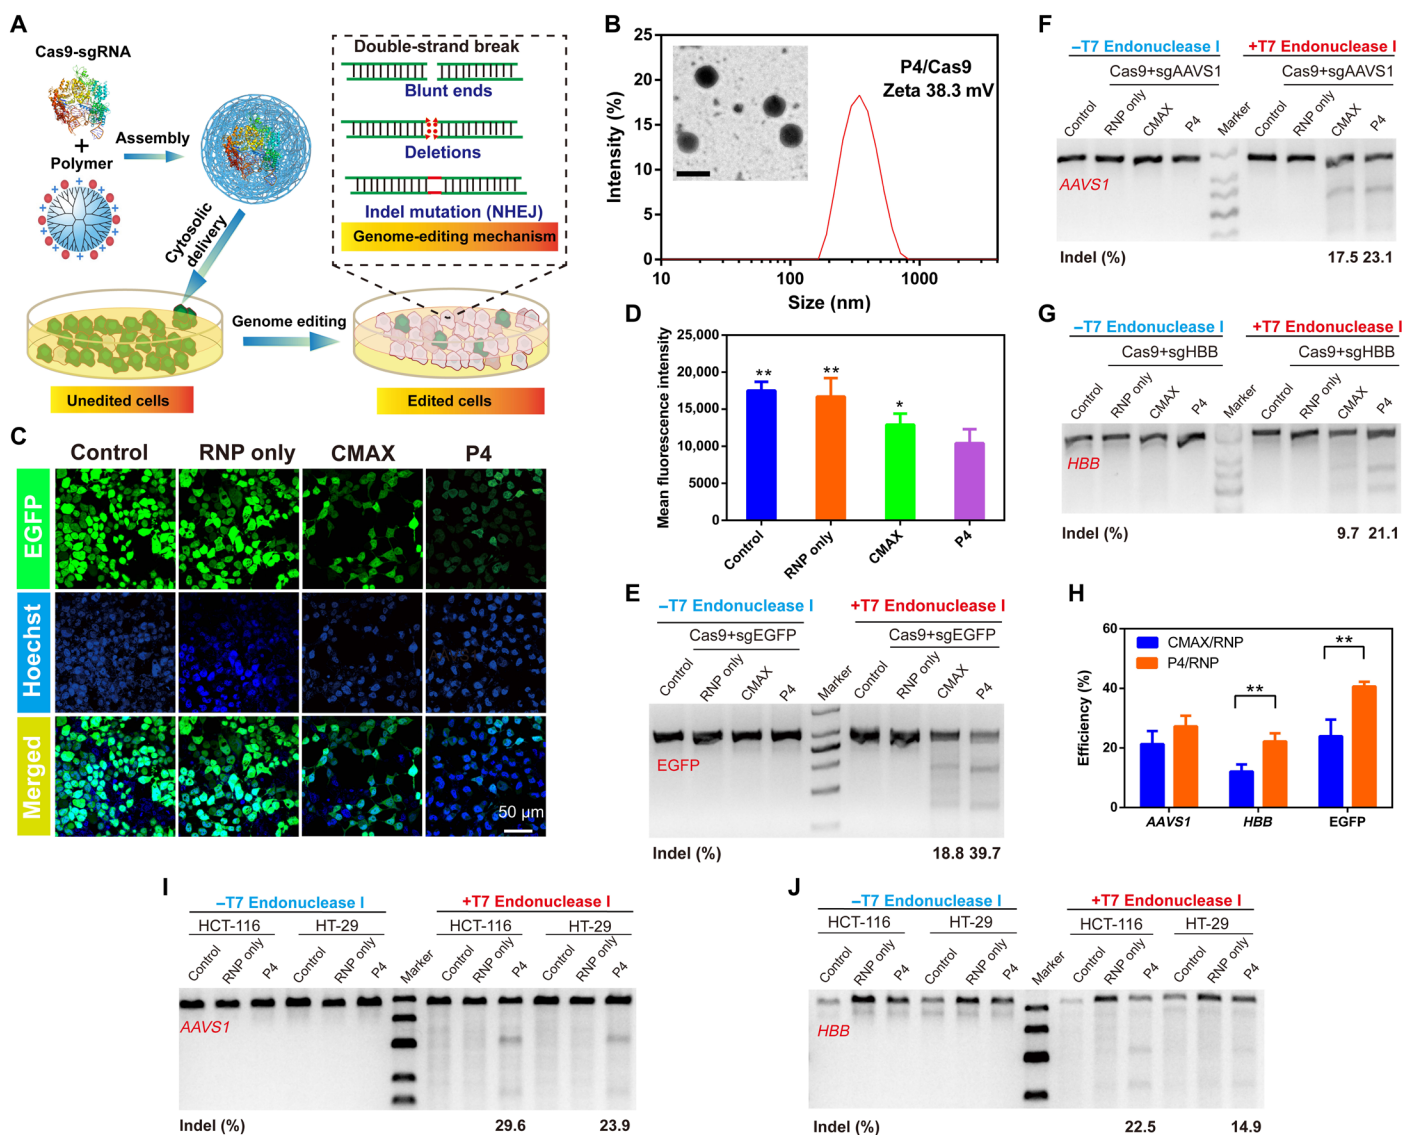 A
Cas9-sgRNA
+
Polymer
Assembly
Cytosolic
delivery
Double-strand break
Blunt ends
Deletions
Indel mutation (NHEJ)
Genome-editing mechanism
Genome editing
Unedited cells
Edited cells
B
25
20
15
10
5
0
Intensity (%)
P4/Cas9
Zeta 38.3 mV
10 100 1000
Size (nm)
C
Control RNP only CMAX P4
EGFP
Hoechst
Merged
50 μm
D
25,000
20,000
15,000
10,000
5000
0
Mean fluorescence intensity
** ** *
Control RNP only CMAX P4
E
–T7 Endonuclease I +T7 Endonuclease I
Cas9+sgEGFP Cas9+sgEGFP
Control RNP only CMAX P4 Marker Control RNP only CMAX P4
EGFP
Indel (%) 18.8 39.7
F
–T7 Endonuclease I +T7 Endonuclease I
Cas9+sgAAVS1 Cas9+sgAAVS1
Control RNP only CMAX P4 Marker Control RNP only CMAX P4
AAVS1
Indel (%) 17.5 23.1
G
–T7 Endonuclease I +T7 Endonuclease I
Cas9+sgHBB Cas9+sgHBB
Control RNP only CMAX P4 Marker Control RNP only CMAX P4
HBB
Indel (%) 9.7 21.1
H
60
40
20
0
Efficiency (%)
CMAX/RNP
P4/RNP
** **
AAVS1 HBB EGFP
I
–T7 Endonuclease I +T7 Endonuclease I
HCT-116 HT-29 HCT-116 HT-29
Control RNP only P4 Control RNP only P4 Marker Control RNP only P4 Control RNP only P4
AAVS1
Indel (%) 29.6 23.9
J
–T7 Endonuclease I +T7 Endonuclease I
HCT-116 HT-29 HCT-116 HT-29
Control RNP only P4 Control RNP only P4 Marker Control RNP only P4 Control RNP only P4
HBB
Indel (%) 22.5 14.9